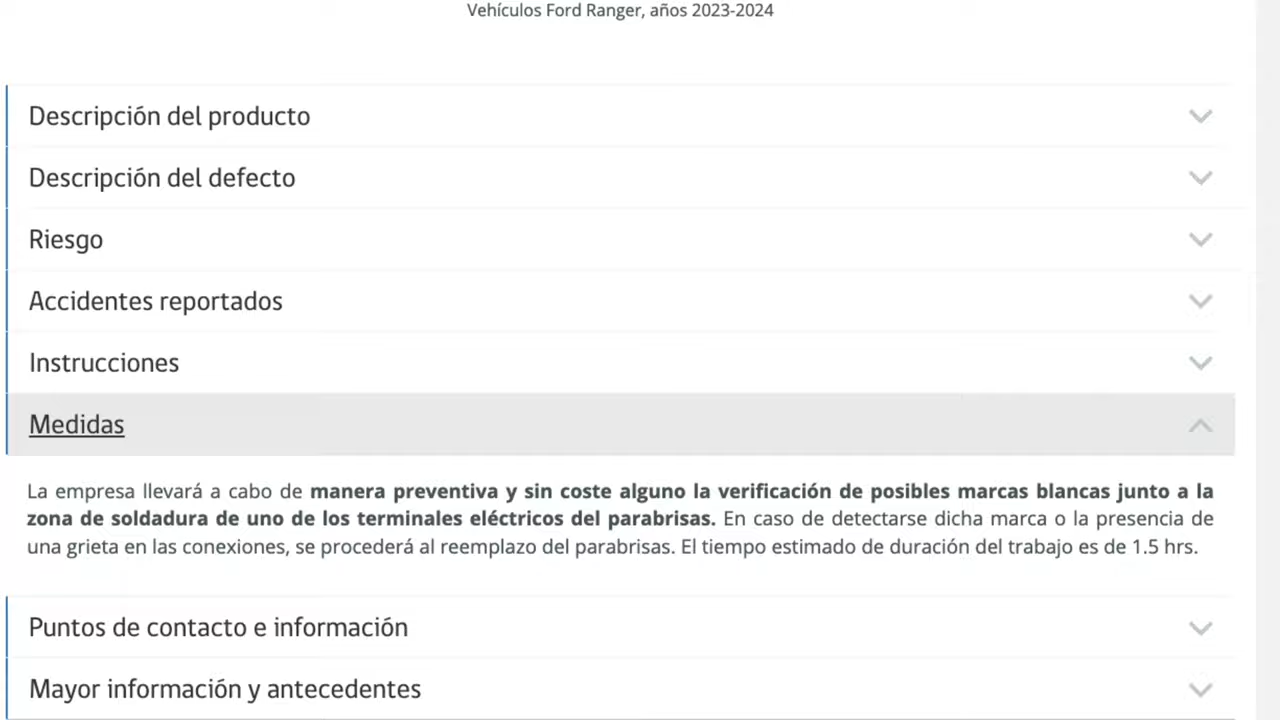 Vehículos Ford Ranger, años 2023-2024
Descripción del producto
Descripción del defecto
Riesgo
Accidentes reportados
Instrucciones
Medidas
La empresa llevará a cabo de manera preventiva y sin coste alguno la verificación de posibles marcas blancas junto a la
zona de soldadura de uno de los terminales eléctricos del parabrisas. En caso de detectarse dicha marca o la presencia de
una grieta en las conexiones, se procederá al reemplazo del parabrisas. El tiempo estimado de duración del trabajo es de 1.5 hrs.
Puntos de contacto e información
Mayor información y antecedentes